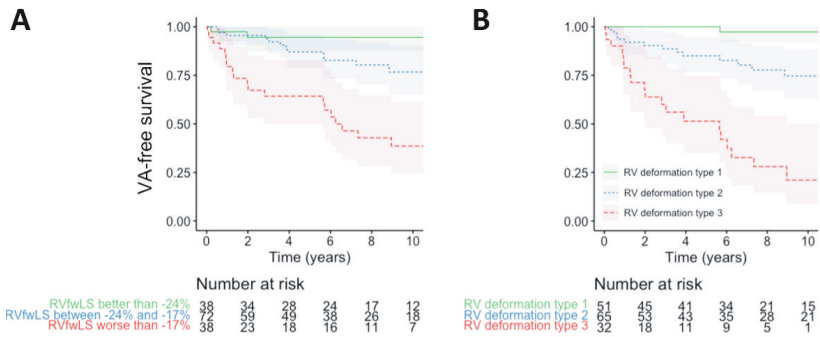 A
VA-free survival
1.00
0.75
0.50
0.25
0.00
0 2 4 6 8 10
Time (years)
Number at risk
RVfwLS better than -24% 38 34 28 24 17 12
RVfwLS between -24% and -17% 72 59 49 38 26 18
RVfwLS worse than -17% 38 23 18 16 11 7
B
1.00
0.75
0.50
0.25
0.00
RV deformation type 1
RV deformation type 2
RV deformation type 3
0 2 4 6 8 10
Time (years)
Number at risk
RV deformation type 1 51 45 41 34 21 15
RV deformation type 2 65 53 43 35 28 21
RV deformation type 3 32 18 11 9 5 1